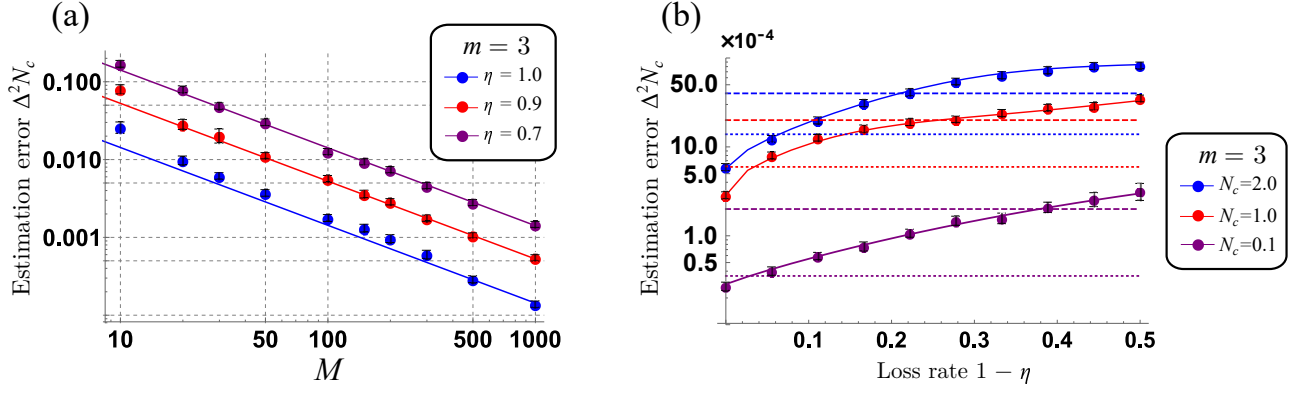 (a)
m = 3
η = 1.0
η = 0.9
η = 0.7
Estimation error Δ²N_c
0.100
0.010
0.001
10
50
100
500
1000
M
(b)
×10⁻⁴
Estimation error Δ²N_c
50.0
10.0
5.0
1.0
0.5
0.1
0.2
0.3
0.4
0.5
Loss rate 1 − η
m = 3
N_c=2.0
N_c=1.0
N_c=0.1